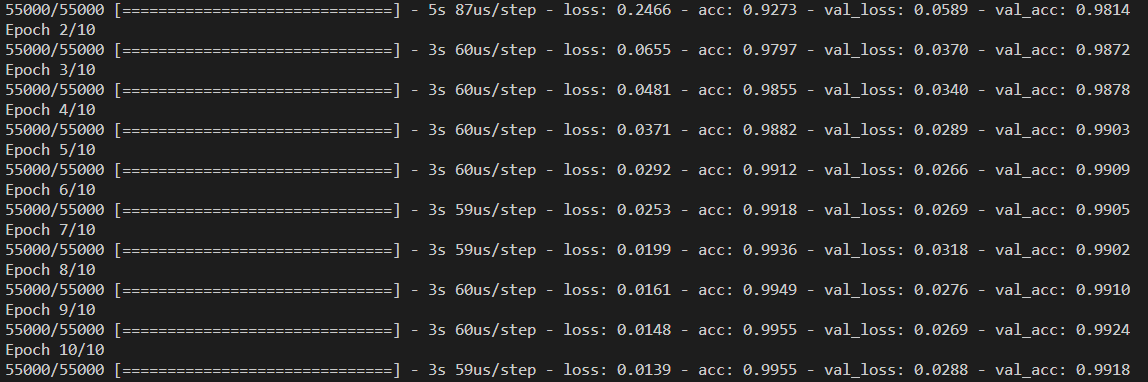 55000/55000 [==============================] - 5s 87us/step - loss: 0.2466 - acc: 0.9273 - val_loss: 0.0589 - val_acc: 0.9814
Epoch 2/10
55000/55000 [==============================] - 3s 60us/step - loss: 0.0655 - acc: 0.9797 - val_loss: 0.0370 - val_acc: 0.9872
Epoch 3/10
55000/55000 [==============================] - 3s 60us/step - loss: 0.0481 - acc: 0.9855 - val_loss: 0.0340 - val_acc: 0.9878
Epoch 4/10
55000/55000 [==============================] - 3s 60us/step - loss: 0.0371 - acc: 0.9882 - val_loss: 0.0289 - val_acc: 0.9903
Epoch 5/10
55000/55000 [==============================] - 3s 60us/step - loss: 0.0292 - acc: 0.9912 - val_loss: 0.0266 - val_acc: 0.9909
Epoch 6/10
55000/55000 [==============================] - 3s 59us/step - loss: 0.0253 - acc: 0.9918 - val_loss: 0.0269 - val_acc: 0.9905
Epoch 7/10
55000/55000 [==============================] - 3s 59us/step - loss: 0.0199 - acc: 0.9936 - val_loss: 0.0318 - val_acc: 0.9902
Epoch 8/10
55000/55000 [==============================] - 3s 60us/step - loss: 0.0161 - acc: 0.9949 - val_loss: 0.0276 - val_acc: 0.9910
Epoch 9/10
55000/55000 [==============================] - 3s 60us/step - loss: 0.0148 - acc: 0.9955 - val_loss: 0.0269 - val_acc: 0.9924
Epoch 10/10
55000/55000 [==============================] - 3s 59us/step - loss: 0.0139 - acc: 0.9955 - val_loss: 0.0288 - val_acc: 0.9918